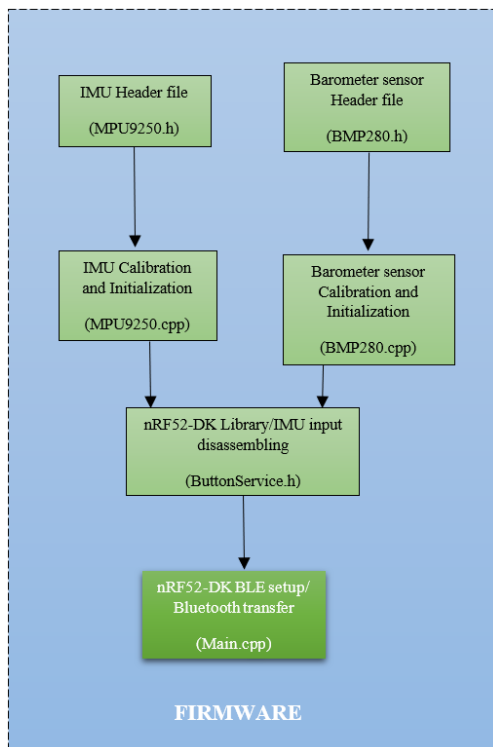 IMU Header file
(MPU9250.h)
Barometer sensor
Header file
(BMP280.h)
IMU Calibration
and Initialization
(MPU9250.cpp)
Barometer sensor
Calibration and
Initialization
(BMP280.cpp)
nRF52-DK Library/IMU input
disassembling
(ButtonService.h)
nRF52-DK BLE setup/
Bluetooth transfer
(Main.cpp)
FIRMWARE